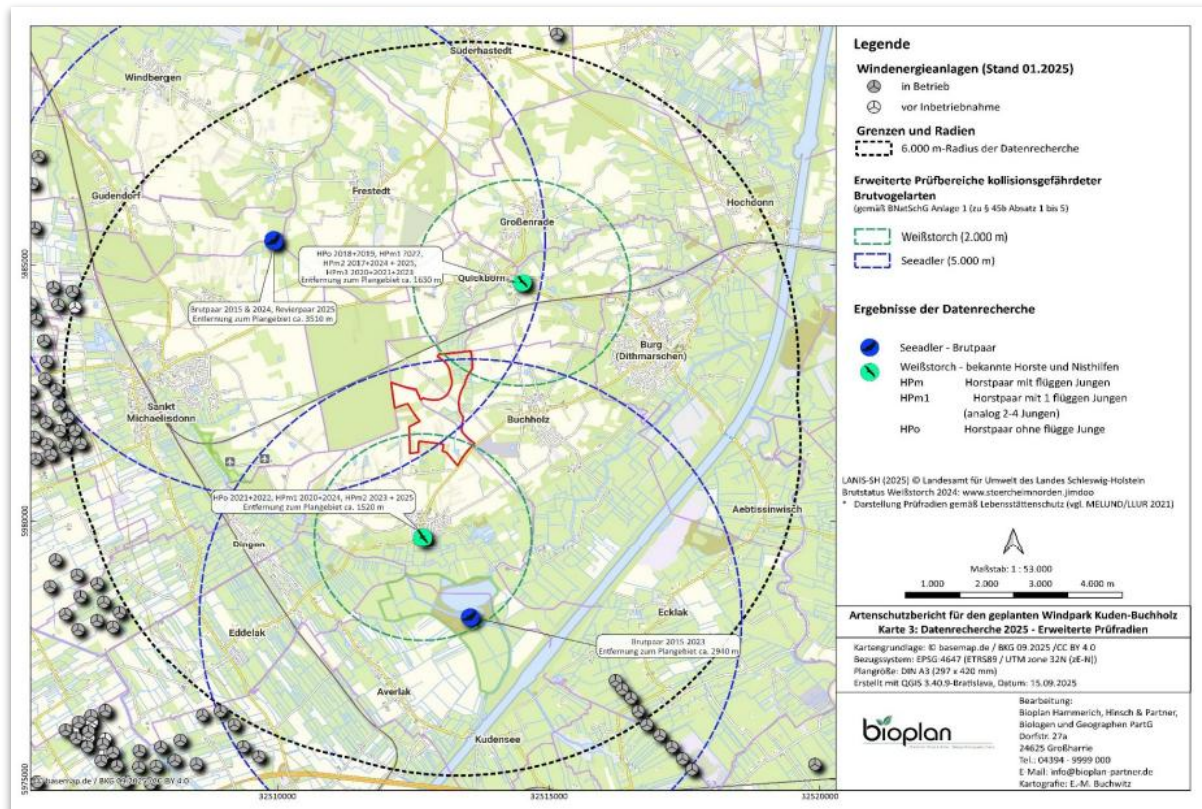 Süderhastedt
Windbergen
Gudendorf
Frestedt
Hochdonn
Großenrade
HPo 2018+2019, HPm1 2022,
HPm2 2017+2024 + 2025,
HPm3 2020+2021+2023
Entfernung zum Plangebiet ca. 1630 m
Quickborn
Brutpaar 2015 & 2024, Revierpaar 2025
Entfernung zum Plangebiet ca. 3510 m
Burg
(Dithmarschen)
Sankt
Michaelisdonn
Buchholz
HPo 2021+2022, HPm1 2020+2024, HPm2 2023 + 2025
Entfernung zum Plangebiet ca. 1520 m
Aebtissinwisch
Dingen
Ecklak
Eddelak
Brutpaar 2015 2023
Entfernung zum Plangebiet ca. 2940 m
Averlak
Kudensee
© basemap.de / BKG 09.2025 / CC BY 4.0
5985000
5980000
5975000
32510000
32515000
32520000
Legende
Windenergieanlagen (Stand 01.2025)
in Betrieb
vor Inbetriebnahme
Grenzen und Radien
6.000 m-Radius der Datenrecherche
Erweiterte Prüfbereiche kollisionsgefährdeter
Brutvogelarten
(gemäß BNatSchG Anlage 1 (zu § 45b Absatz 1 bis 5)
Weißstorch (2.000 m)
Seeadler (5.000 m)
Ergebnisse der Datenrecherche
Seeadler - Brutpaar
Weißstorch - bekannte Horste und Nisthilfen
HPm Horstpaar mit flüggen Jungen
HPm1 Horstpaar mit 1 flüggen Jungen
(analog 2-4 Jungen)
HPo Horstpaar ohne flügge Junge
LANIS-SH (2025) © Landesamt für Umwelt des Landes Schleswig-Holstein
Brutstatus Weißstorch 2024: www.stoercheimnorden.jimdoo
* Darstellung Prüfradien gemäß Lebensstättenschutz (vgl. MELUND/LLUR 2021)
Maßstab: 1 : 53.000
1.000 2.000 3.000 4.000 m
Artenschutzbericht für den geplanten Windpark Kuden-Buchholz
Karte 3: Datenrecherche 2025 - Erweiterte Prüfradien
Kartengrundlage: © basemap.de / BKG 09.2025 /CC BY 4.0
Bezugssystem: EPSG:4647 (ETRS89 / UTM zone 32N (zE-N))
Plangröße: DIN A3 (297 x 420 mm)
Erstellt mit QGIS 3.40.9-Bratislava, Datum: 15.09.2025
bioplan
Bearbeitung:
Bioplan Hammerich, Hinsch & Partner,
Biologen und Geographen PartG
Dorfstr. 27a
24625 Großharrie
Tel.: 04394 - 9999 000
E-Mail: info@bioplan-partner.de
Kartografie: E.-M. Buchwitz